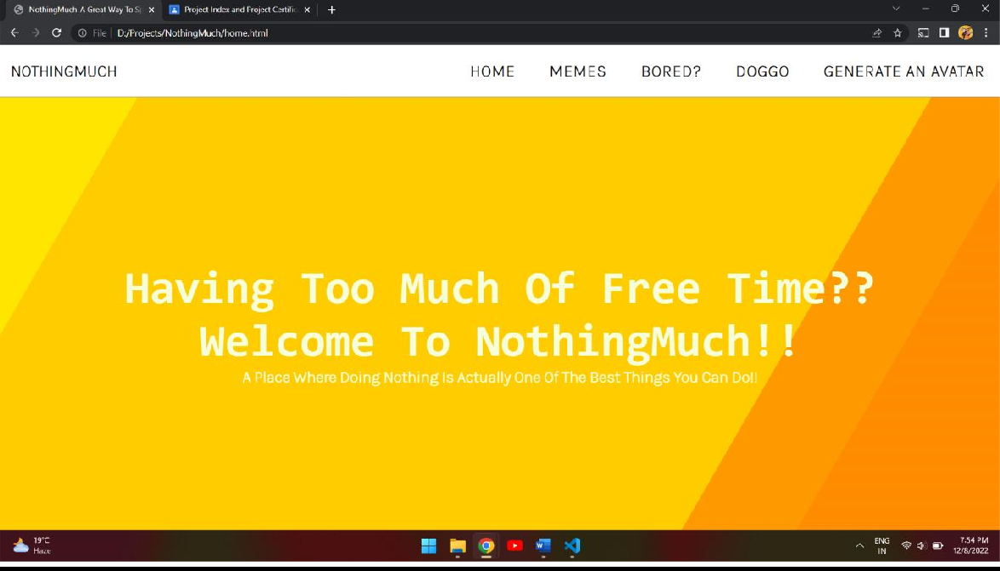 NothingMuch-A Great Way To Sp
Project Index and Project Certific
File
D:/Projects/NothingMuch/home.html
NOTHINGMUCH
HOME
MEMES
BORED?
DOGGO
GENERATE AN AVATAR
Having Too Much Of Free Time??
Welcome To NothingMuch!!
A Place Where Doing Nothing Is Actually One Of The Best Things You Can Do!!
19°C
Haze
ENG
IN
7:54 PM
12/8/2022